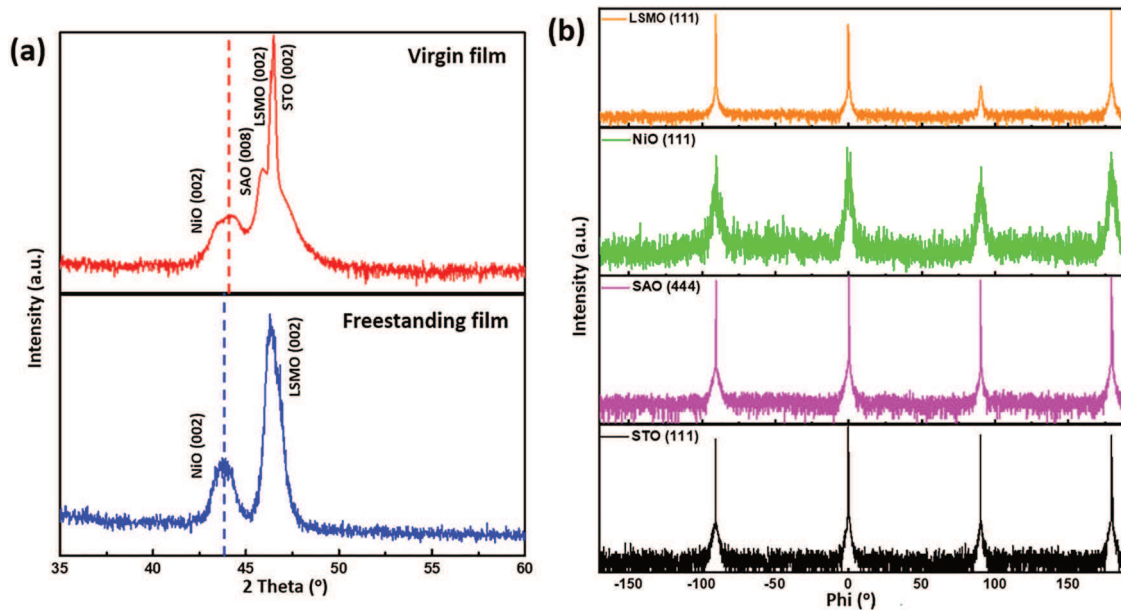 (a)
Virgin film
NiO (002)
SAO (008)
LSMO (002)
STO (002)
Freestanding film
NiO (002)
LSMO (002)
Intensity (a.u.)
35 40 45 50 55 60
2 Theta (º)
(b)
LSMO (111)
NiO (111)
SAO (444)
STO (111)
Intensity (a.u.)
-150 -100 -50 0 50 100 150
Phi (º)